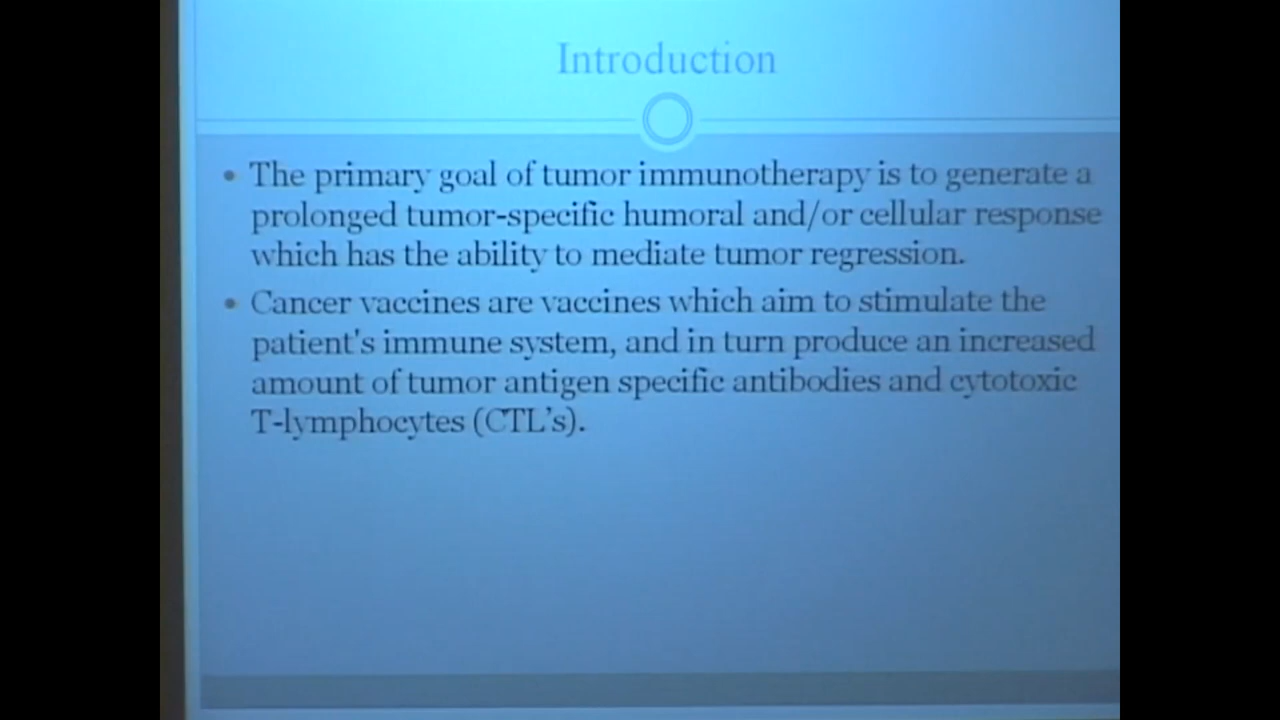 Introduction
• The primary goal of tumor immunotherapy is to generate a
prolonged tumor-specific humoral and/or cellular response
which has the ability to mediate tumor regression.
• Cancer vaccines are vaccines which aim to stimulate the
patient's immune system, and in turn produce an increased
amount of tumor antigen specific antibodies and cytotoxic
T-lymphocytes (CTL’s).